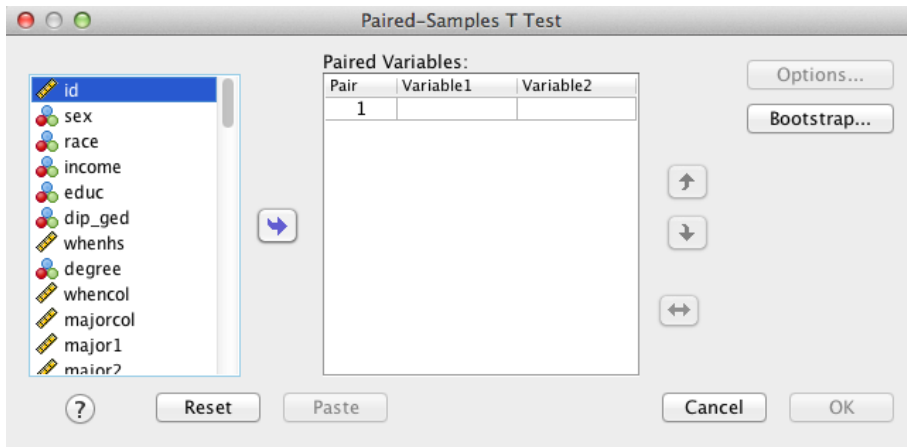 Paired-Samples T Test
Paired Variables:
Pair Variable1 Variable2
1
id
sex
race
income
educ
dip_ged
whenhs
degree
whencol
majorcol
major1
major2
Options...
Bootstrap...
? Reset Paste Cancel OK